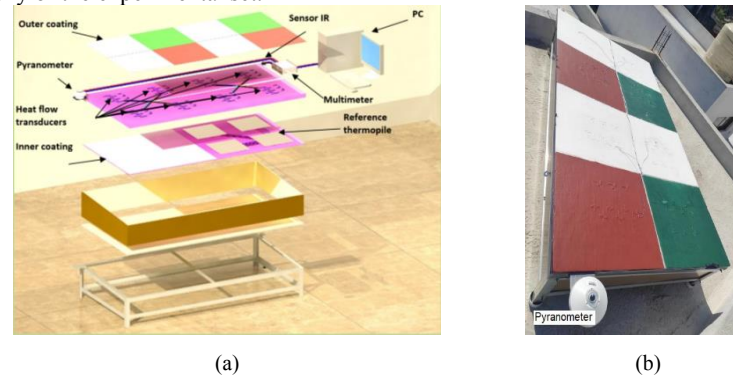 Outer coating
Sensor IR
PC
Pyranometer
Multimeter
Heat flow
transducers
Reference
thermopile
Inner coating
Pyranometer
(a)
(b)